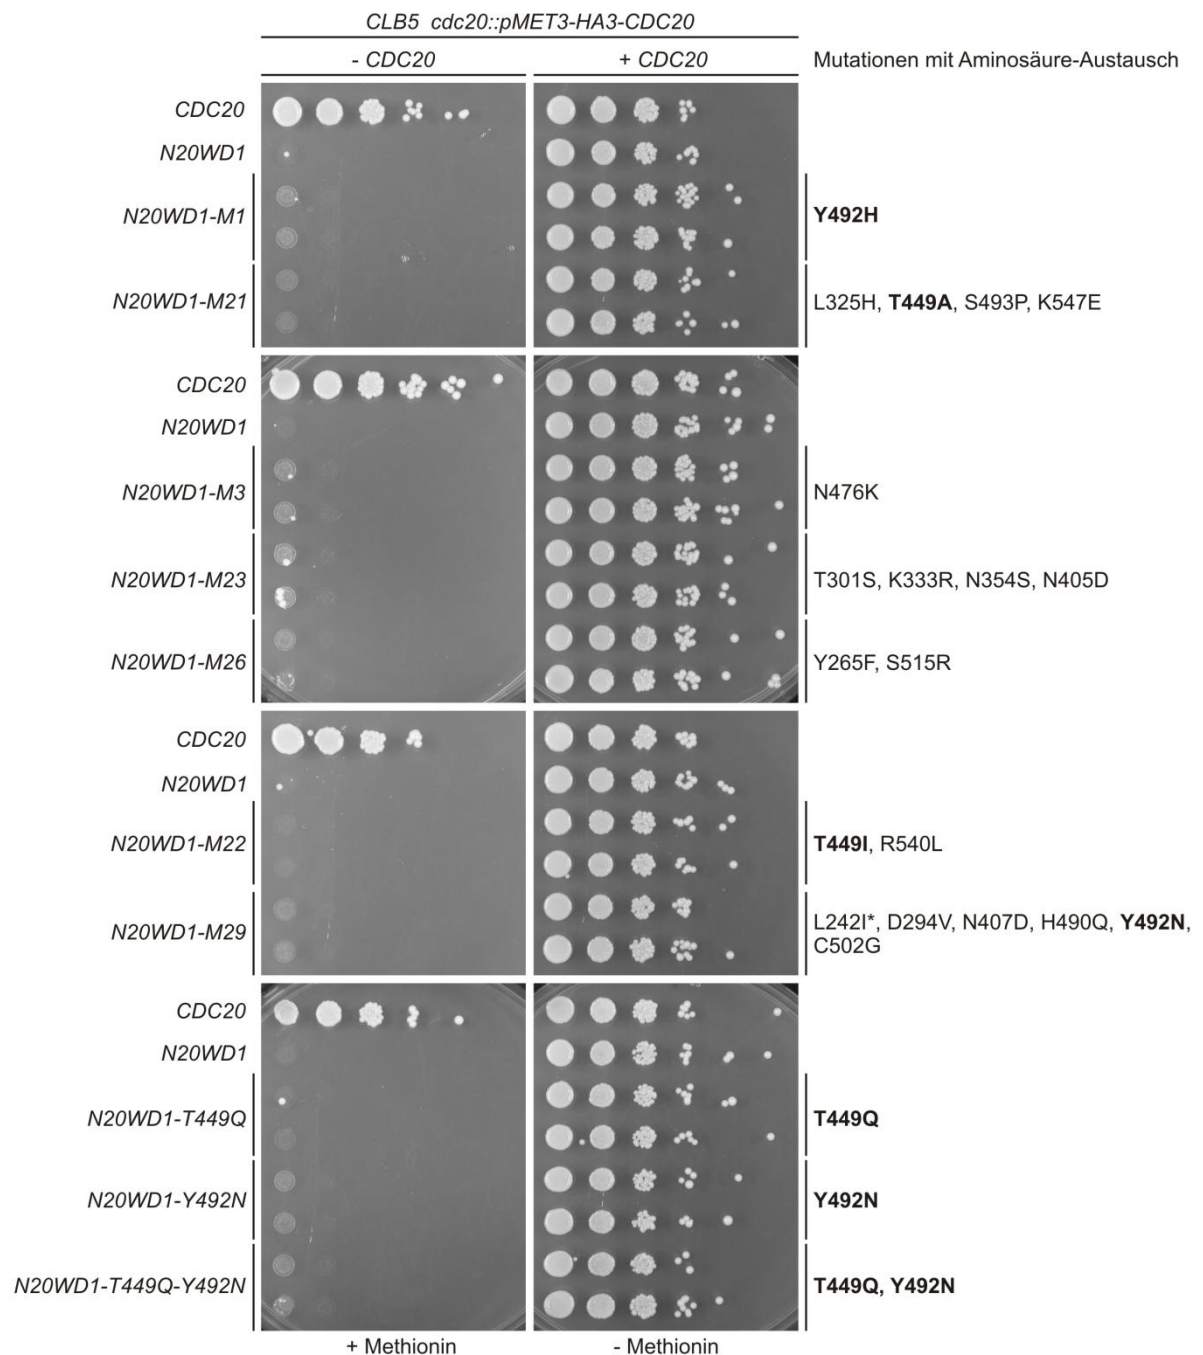 CLB5 cdc20::pMET3-HA3-CDC20
- CDC20
+ CDC20
Mutationen mit Aminosäure-Austausch
CDC20
N20WD1
N20WD1-M1
Y492H
N20WD1-M21
L325H, T449A, S493P, K547E
CDC20
N20WD1
N20WD1-M3
N476K
N20WD1-M23
T301S, K333R, N354S, N405D
N20WD1-M26
Y265F, S515R
CDC20
N20WD1
N20WD1-M22
T449I, R540L
N20WD1-M29
L242I*, D294V, N407D, H490Q, Y492N,
C502G
CDC20
N20WD1
N20WD1-T449Q
T449Q
N20WD1-Y492N
Y492N
N20WD1-T449Q-Y492N
T449Q, Y492N
+ Methionin
- Methionin